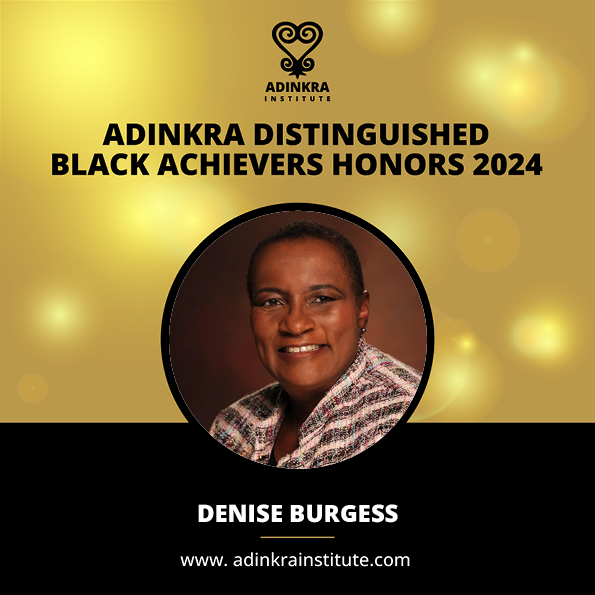 ADINKRA
INSTITUTE
ADINKRA DISTINGUISHED
BLACK ACHIEVERS HONORS 2024
DENISE BURGESS
www. adinkrainstitute.com